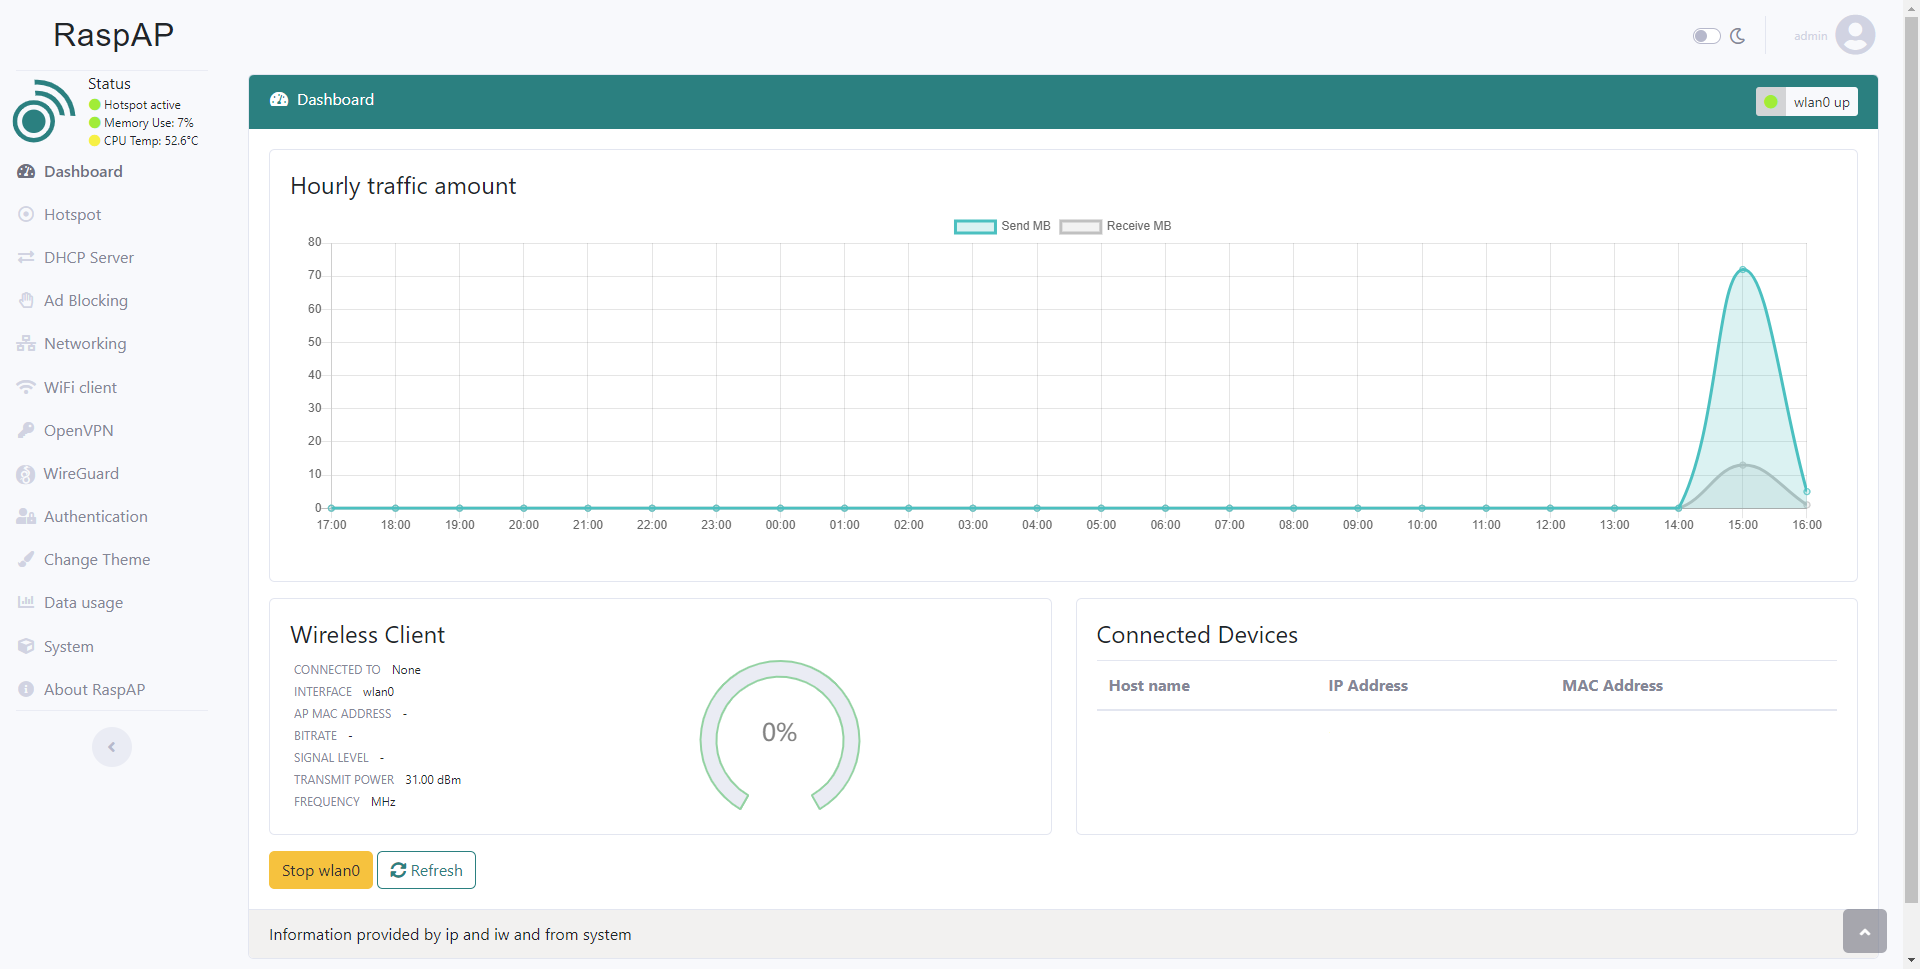 RaspAP
admin
Status
Hotspot active
Memory Use: 7%
CPU Temp: 52.6°C
Dashboard
Hotspot
DHCP Server
Ad Blocking
Networking
WiFi client
OpenVPN
WireGuard
Authentication
Change Theme
Data usage
System
About RaspAP
Dashboard
wlan0 up
Hourly traffic amount
Send MB Receive MB
80
70
60
50
40
30
20
10
0
17:00 18:00 19:00 20:00 21:00 22:00 23:00 00:00 01:00 02:00 03:00 04:00 05:00 06:00 07:00 08:00 09:00 10:00 11:00 12:00 13:00 14:00 15:00 16:00
Wireless Client
CONNECTED TO None
INTERFACE wlan0
AP MAC ADDRESS -
BITRATE -
SIGNAL LEVEL -
TRANSMIT POWER 31.00 dBm
FREQUENCY MHz
0%
Connected Devices
Host name IP Address MAC Address
Stop wlan0 Refresh
Information provided by ip and iw and from system